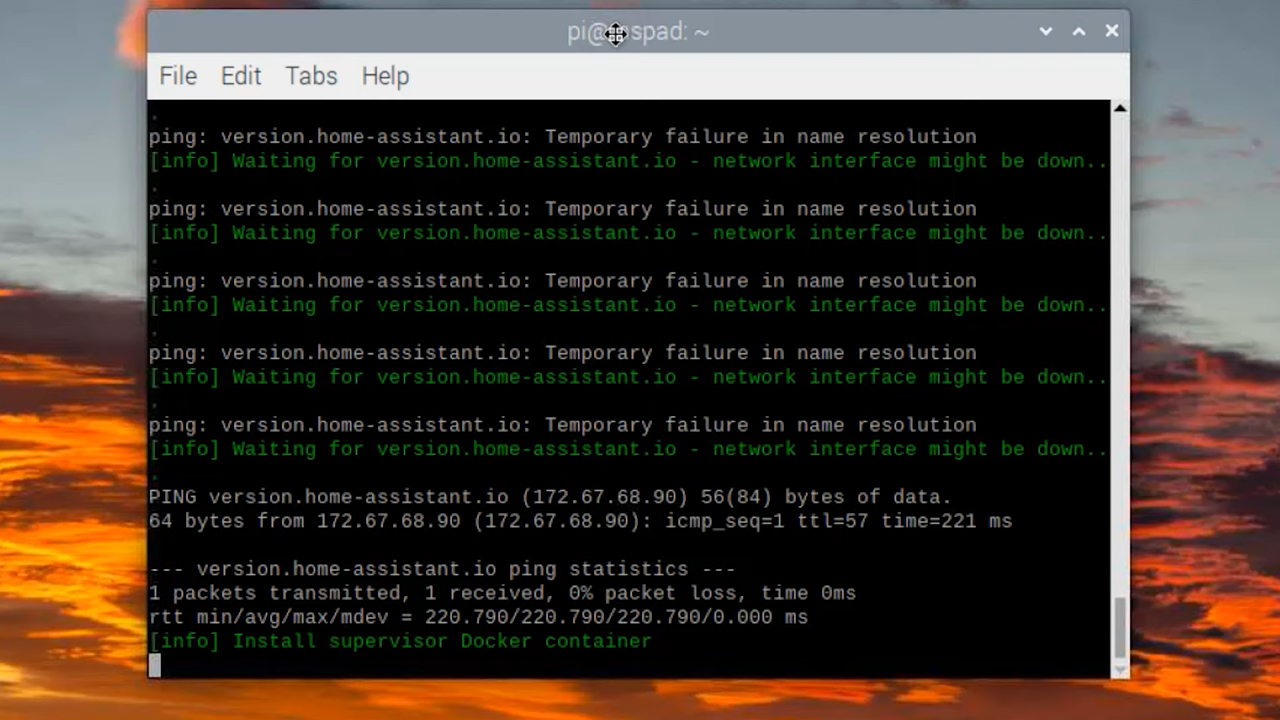 pi@ spad: ~
File Edit Tabs Help
.
ping: version.home-assistant.io: Temporary failure in name resolution
[info] Waiting for version.home-assistant.io - network interface might be down..
.
ping: version.home-assistant.io: Temporary failure in name resolution
[info] Waiting for version.home-assistant.io - network interface might be down..
.
ping: version.home-assistant.io: Temporary failure in name resolution
[info] Waiting for version.home-assistant.io - network interface might be down..
.
ping: version.home-assistant.io: Temporary failure in name resolution
[info] Waiting for version.home-assistant.io - network interface might be down..
.
ping: version.home-assistant.io: Temporary failure in name resolution
[info] Waiting for version.home-assistant.io - network interface might be down..
.
PING version.home-assistant.io (172.67.68.90) 56(84) bytes of data.
64 bytes from 172.67.68.90 (172.67.68.90): icmp_seq=1 ttl=57 time=221 ms
--- version.home-assistant.io ping statistics ---
1 packets transmitted, 1 received, 0% packet loss, time 0ms
rtt min/avg/max/mdev = 220.790/220.790/220.790/0.000 ms
[info] Install supervisor Docker container